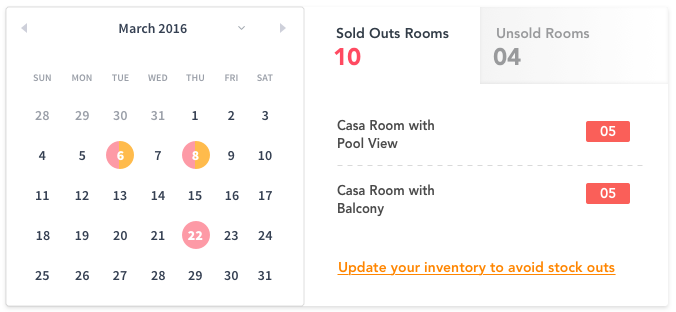 March 2016
SUN MON TUE WED THU FRI SAT
28 29 30 31 1 2 3
4 5 6 7 8 9 10
11 12 13 14 15 16 17
18 19 20 21 22 23 24
25 26 27 28 29 30 31
Sold Outs Rooms
10
Unsold Rooms
04
Casa Room with
Pool View
05
Casa Room with
Balcony
05
Update your inventory to avoid stock outs